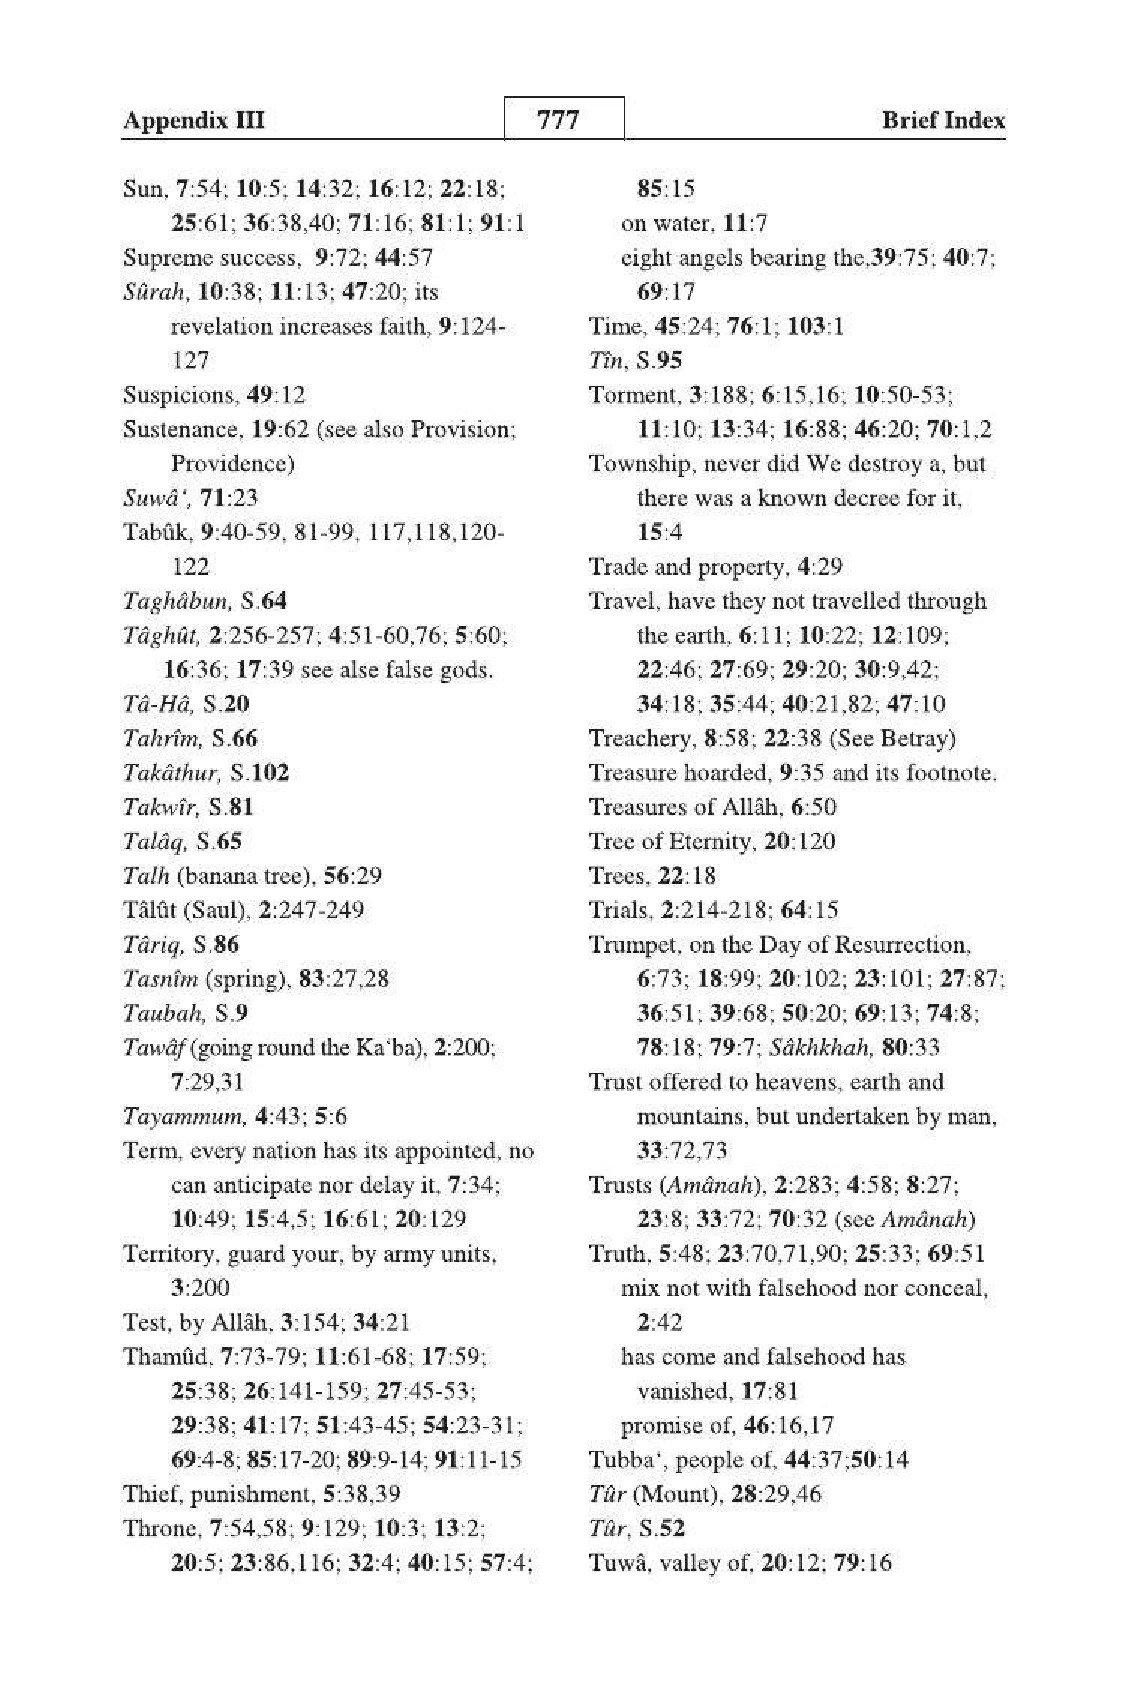 Appendix III 777 Brief Index
Sun, 7:54; 10:5; 14:32; 16:12; 22:18;
25:61; 36:38,40; 71:16; 81:1; 91:1
Supreme success, 9:72; 44:57
Sûrah, 10:38; 11:13; 47:20; its
revelation increases faith, 9:124-
127
Suspicions, 49:12
Sustenance, 19:62 (see also Provision;
Providence)
Suwâ‘, 71:23
Tabûk, 9:40-59, 81-99, 117,118,120-
122
Taghâbun, S.64
Tâghût, 2:256-257; 4:51-60,76; 5:60;
16:36; 17:39 see alse false gods.
Tâ-Hâ, S.20
Tahrîm, S.66
Takâthur, S.102
Takwîr, S.81
Talâq, S.65
Talh (banana tree), 56:29
Tâlût (Saul), 2:247-249
Târiq, S.86
Tasnîm (spring), 83:27,28
Taubah, S.9
Tawâf (going round the Ka‘ba), 2:200;
7:29,31
Tayammum, 4:43; 5:6
Term, every nation has its appointed, no
can anticipate nor delay it, 7:34;
10:49; 15:4,5; 16:61; 20:129
Territory, guard your, by army units,
3:200
Test, by Allâh, 3:154; 34:21
Thamûd, 7:73-79; 11:61-68; 17:59;
25:38; 26:141-159; 27:45-53;
29:38; 41:17; 51:43-45; 54:23-31;
69:4-8; 85:17-20; 89:9-14; 91:11-15
Thief, punishment, 5:38,39
Throne, 7:54,58; 9:129; 10:3; 13:2;
20:5; 23:86,116; 32:4; 40:15; 57:4;
85:15
on water, 11:7
eight angels bearing the,39:75; 40:7;
69:17
Time, 45:24; 76:1; 103:1
Tîn, S.95
Torment, 3:188; 6:15,16; 10:50-53;
11:10; 13:34; 16:88; 46:20; 70:1,2
Township, never did We destroy a, but
there was a known decree for it,
15:4
Trade and property, 4:29
Travel, have they not travelled through
the earth, 6:11; 10:22; 12:109;
22:46; 27:69; 29:20; 30:9,42;
34:18; 35:44; 40:21,82; 47:10
Treachery, 8:58; 22:38 (See Betray)
Treasure hoarded, 9:35 and its footnote.
Treasures of Allâh, 6:50
Tree of Eternity, 20:120
Trees, 22:18
Trials, 2:214-218; 64:15
Trumpet, on the Day of Resurrection,
6:73; 18:99; 20:102; 23:101; 27:87;
36:51; 39:68; 50:20; 69:13; 74:8;
78:18; 79:7; Sâkhkhah, 80:33
Trust offered to heavens, earth and
mountains, but undertaken by man,
33:72,73
Trusts (Amânah), 2:283; 4:58; 8:27;
23:8; 33:72; 70:32 (see Amânah)
Truth, 5:48; 23:70,71,90; 25:33; 69:51
mix not with falsehood nor conceal,
2:42
has come and falsehood has
vanished, 17:81
promise of, 46:16,17
Tubba‘, people of, 44:37;50:14
Tûr (Mount), 28:29,46
Tûr, S.52
Tuwâ, valley of, 20:12; 79:16